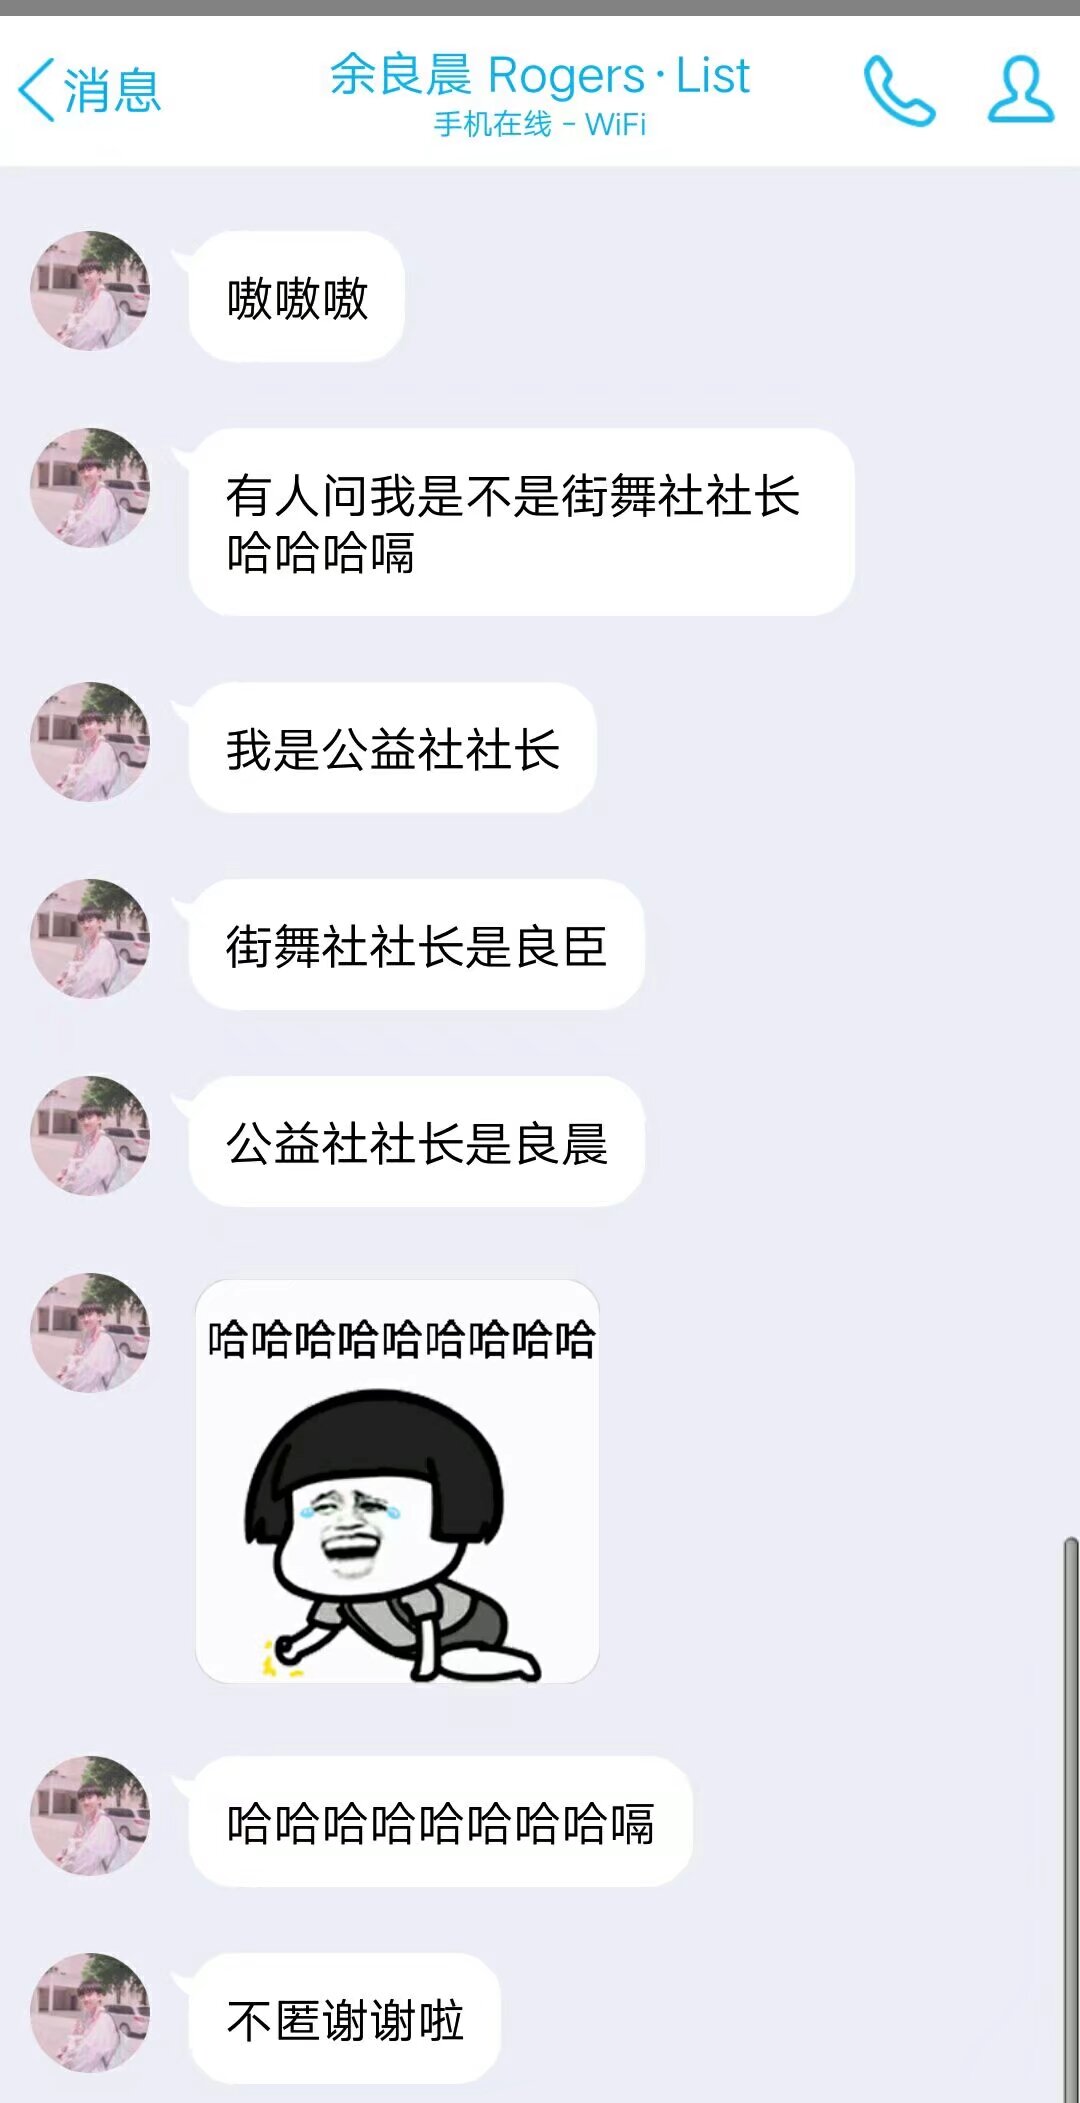 消息
余良晨 Rogers·List
手机在线 - WiFi
嗷嗷嗷
有人问我是不是街舞社社长
哈哈哈嗝
我是公益社社长
街舞社社长是良臣
公益社社长是良晨
哈哈哈哈哈哈哈哈哈
哈哈哈哈哈哈哈哈嗝
不匿谢谢啦